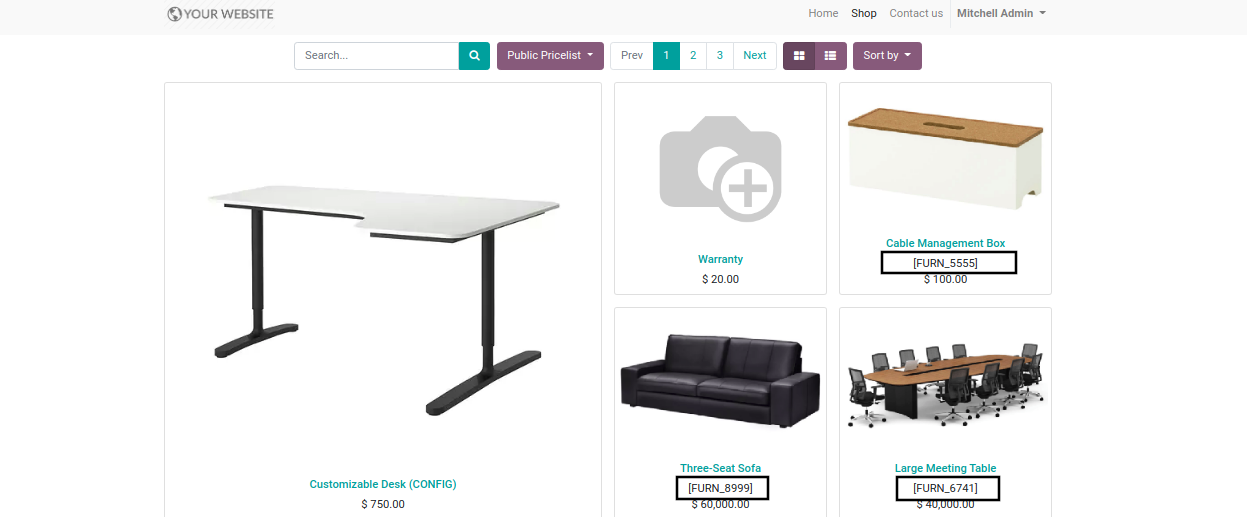 YOUR WEBSITE
Home Shop Contact us Mitchell Admin
Search... Public Pricelist Prev 1 2 3 Next Sort by
Warranty
$ 20.00
Cable Management Box
[FURN_5555]
$ 100.00
Customizable Desk (CONFIG)
$ 750.00
Three-Seat Sofa
[FURN_8999]
$ 60,000.00
Large Meeting Table
[FURN_6741]
$ 40,000.00